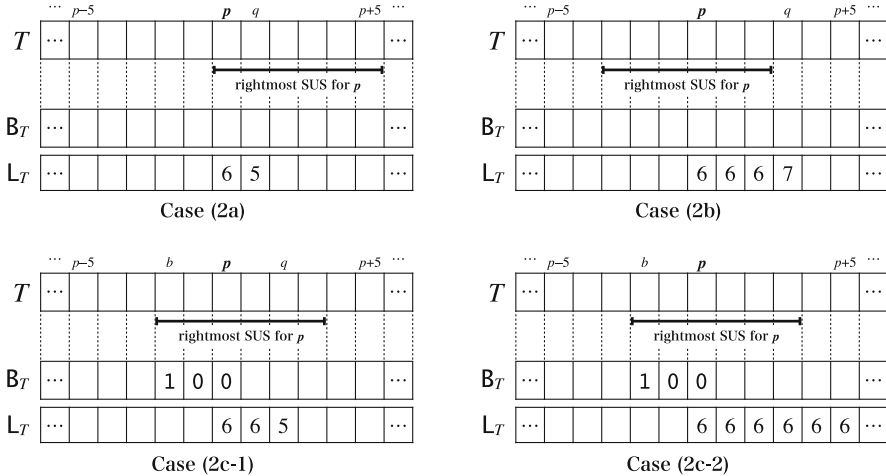 ··· p−5 p q p+5 ···
T ··· ···
rightmost SUS for p
B_T ··· ···
L_T ··· 6 5 ···
Case (2a)
··· p−5 p q p+5 ···
T ··· ···
rightmost SUS for p
B_T ··· ···
L_T ··· 6 6 6 7 ···
Case (2b)
··· p−5 b p q p+5 ···
T ··· ···
rightmost SUS for p
B_T ··· 1 0 0 ···
L_T ··· 6 6 5 ···
Case (2c-1)
··· p−5 b p p+5 ···
T ··· ···
rightmost SUS for p
B_T ··· 1 0 0 ···
L_T ··· 6 6 6 6 6 6 ···
Case (2c-2)